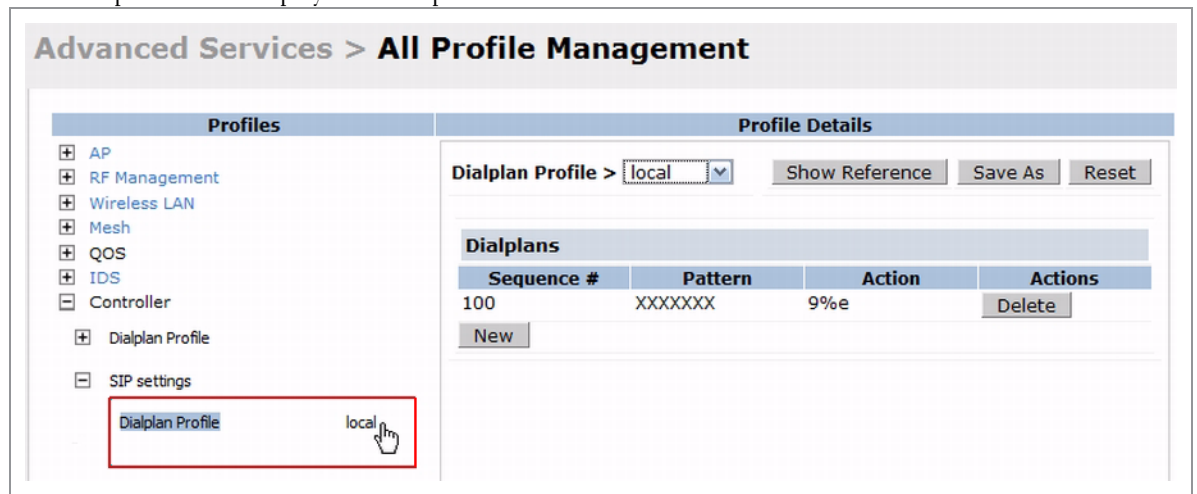 Advanced Services > All Profile Management
Profiles
Profile Details
AP
RF Management
Wireless LAN
Mesh
QOS
IDS
Controller
Dialplan Profile
SIP settings
Dialplan Profile local
Dialplan Profile > local Show Reference Save As Reset
Dialplans
Sequence # Pattern Action Actions
100 XXXXXXX 9%e Delete
New